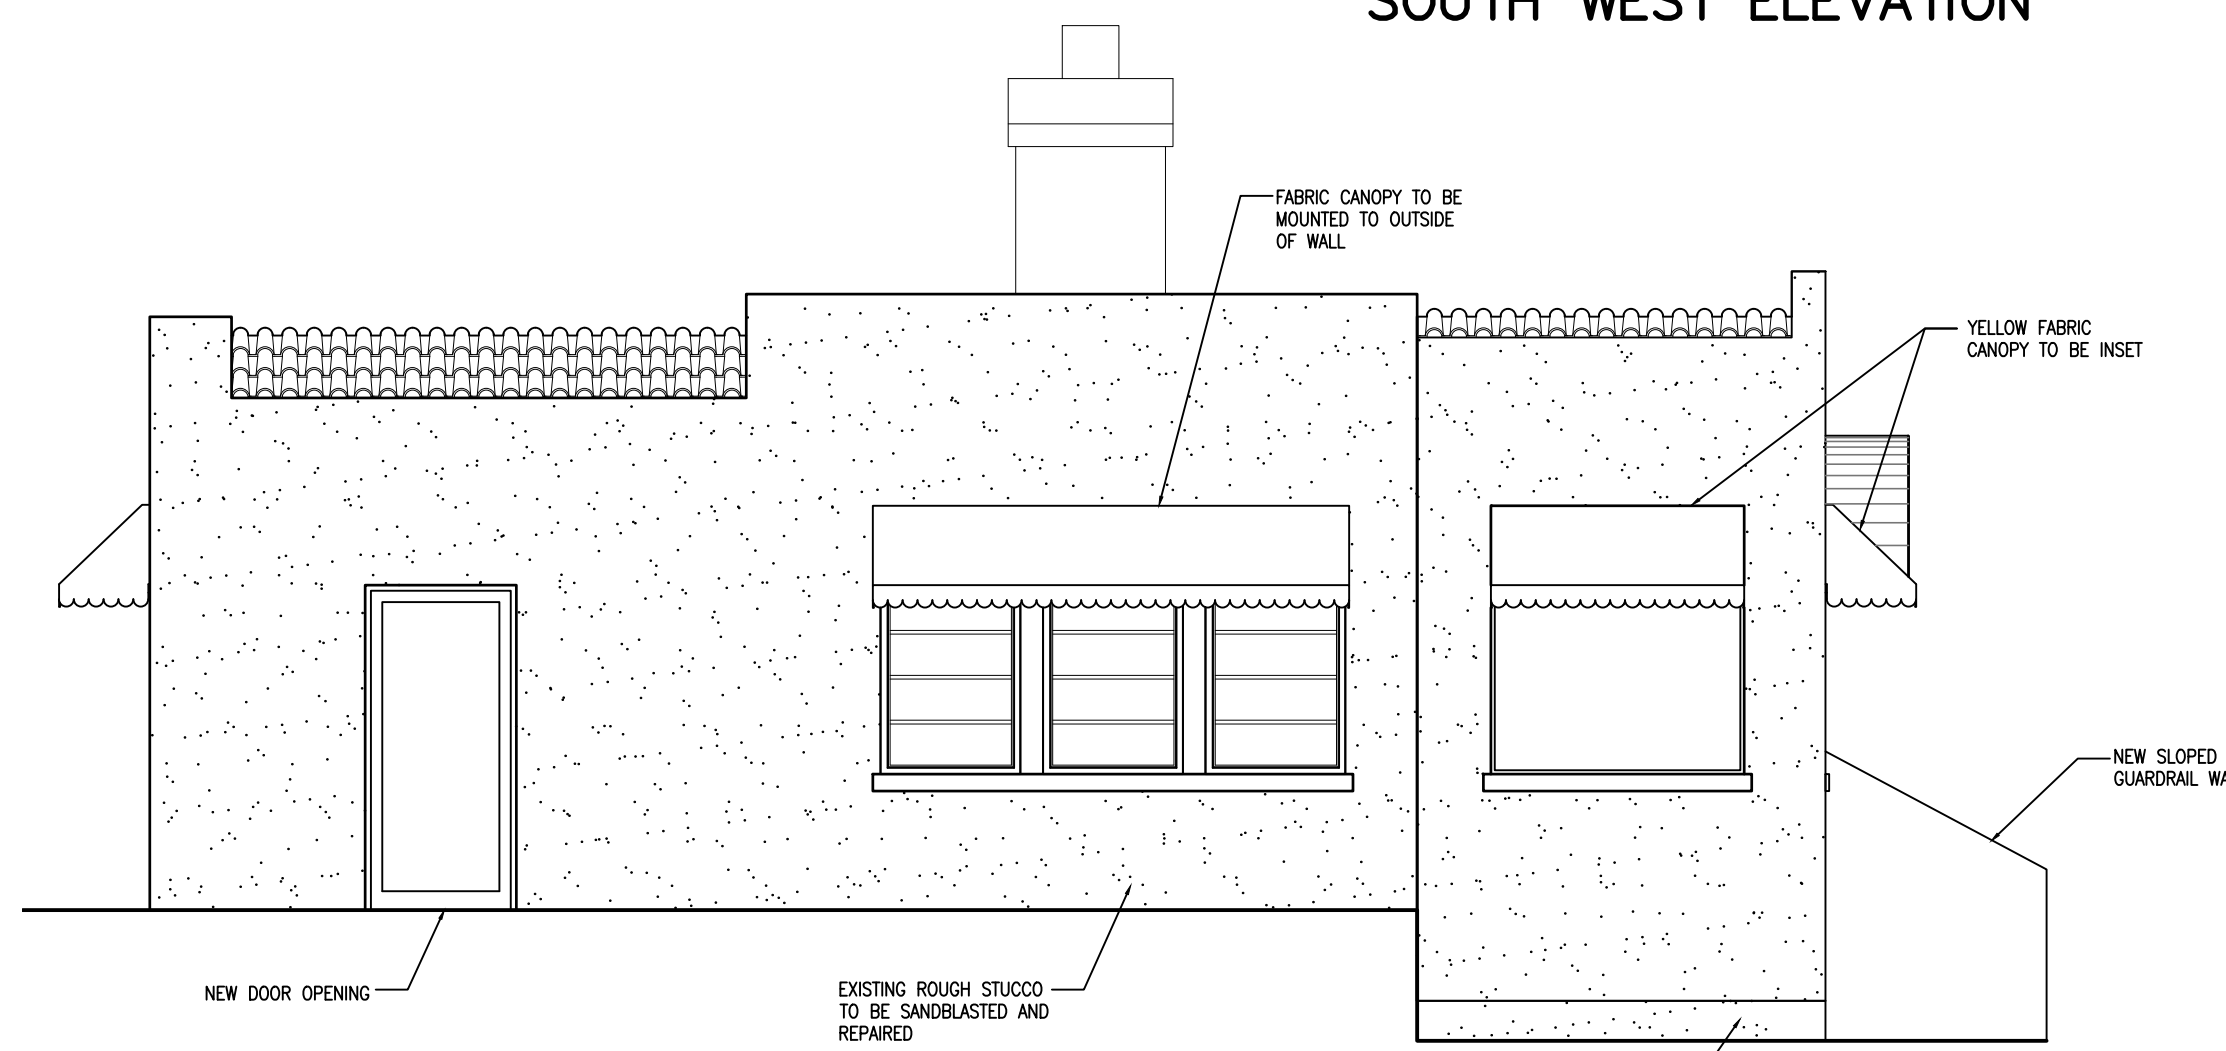 SOUTH WEST ELEVATION
FABRIC CANOPY TO BE
MOUNTED TO OUTSIDE
OF WALL
YELLOW FABRIC
CANOPY TO BE INSET
NEW SLOPED
GUARDRAIL
NEW DOOR OPENING
EXISTING ROUGH STUCCO
TO BE SANDBLASTED AND
REPAIRED